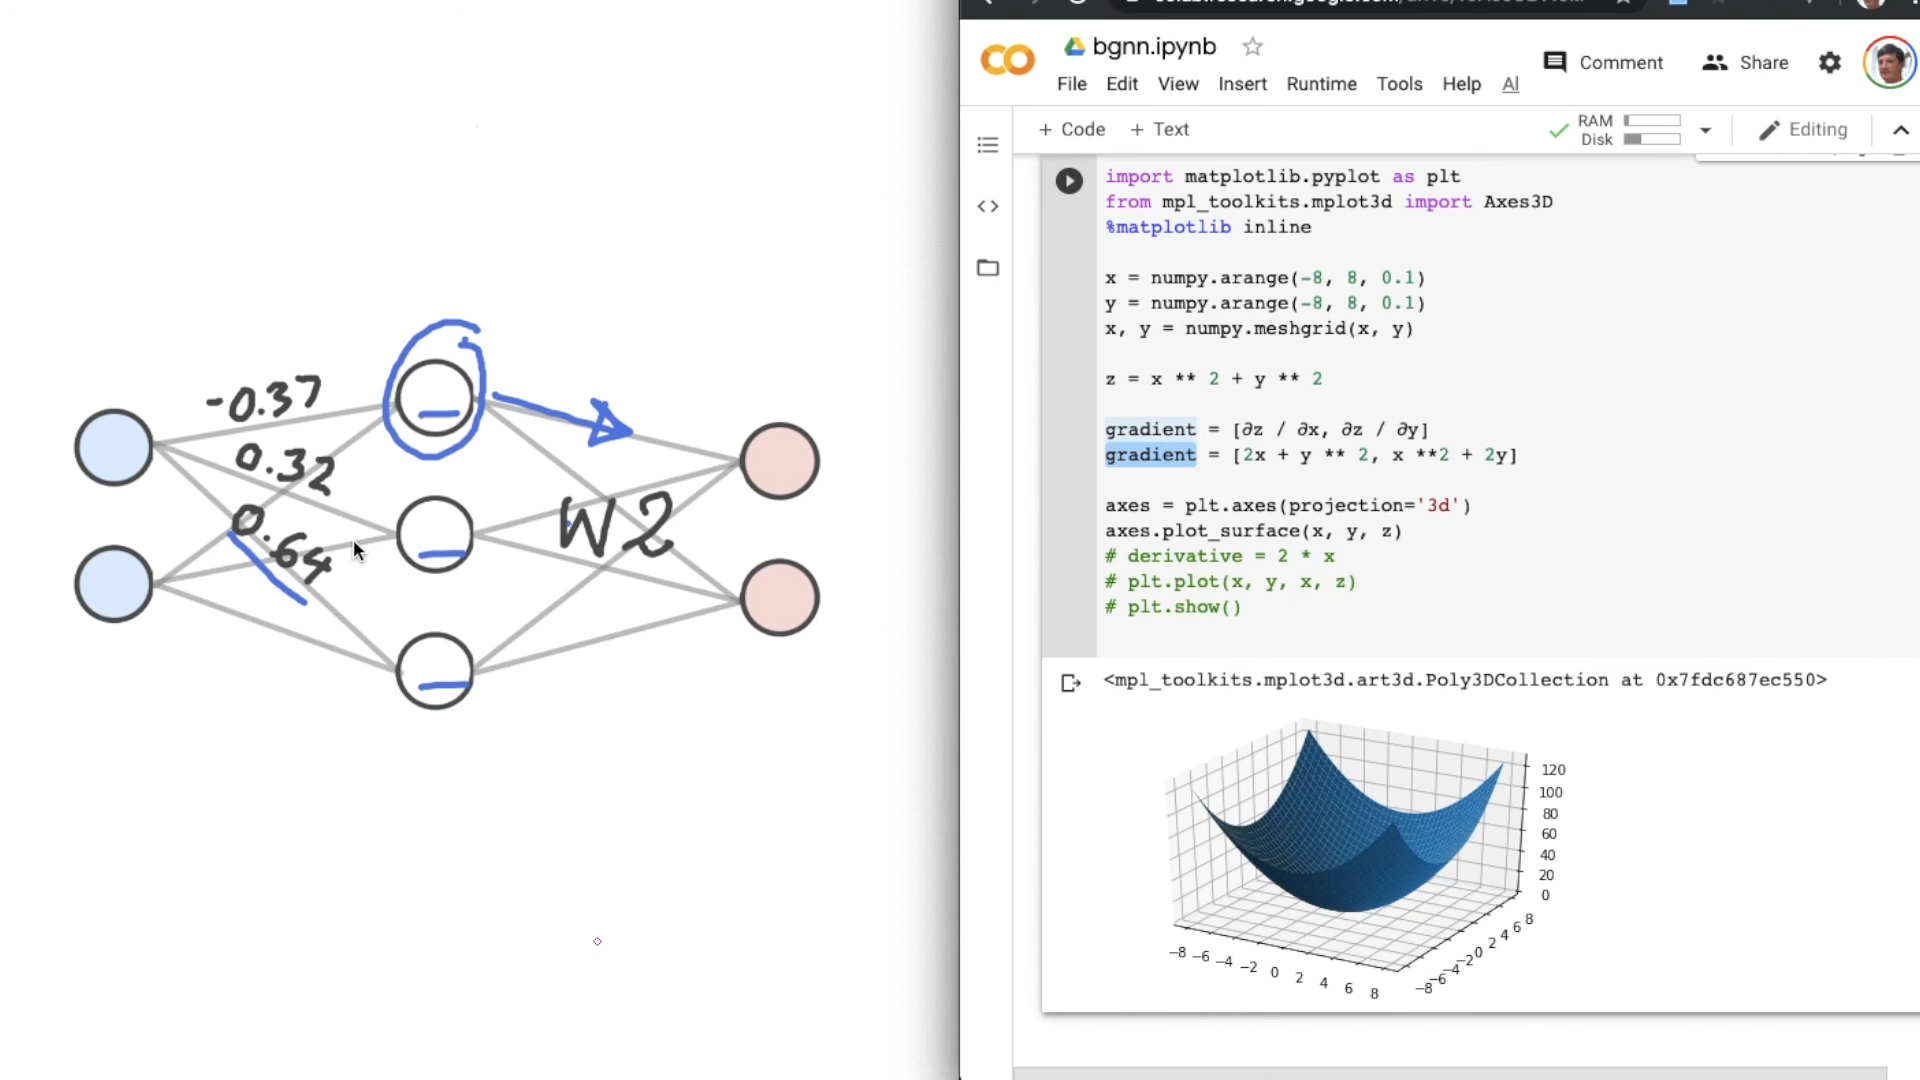 -0.37
0.32
0.64
W2
bgnn.ipynb
Comment
Share
File Edit View Insert Runtime Tools Help Al
+ Code + Text
RAM
Disk
Editing
import matplotlib.pyplot as plt
from mpl_toolkits.mplot3d import Axes3D
%matplotlib inline
x = numpy.arange(-8, 8, 0.1)
y = numpy.arange(-8, 8, 0.1)
x, y = numpy.meshgrid(x, y)
z = x ** 2 + y ** 2
gradient = [∂z / ∂x, ∂z / ∂y]
gradient = [2x + y ** 2, x **2 + 2y]
axes = plt.axes(projection='3d')
axes.plot_surface(x, y, z)
# derivative = 2 * x
# plt.plot(x, y, x, z)
# plt.show()
<mpl_toolkits.mplot3d.art3d.Poly3DCollection at 0x7fdc687ec550>
120
100
80
60
40
20
0
−8 −6 −4 −2 0 2 4 6 8
−8 −6 −4 −2 0 2 4 6 8